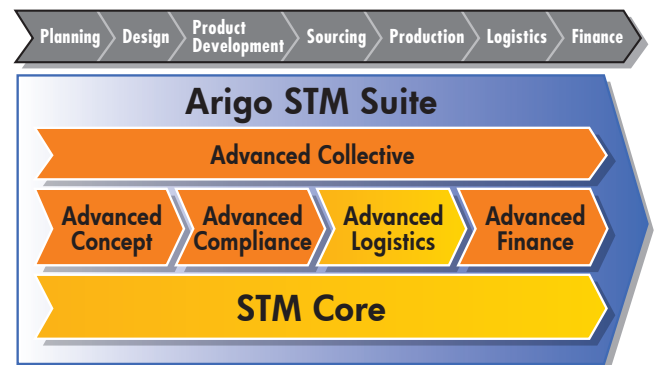 Planning Design Product Development Sourcing Production Logistics Finance
Arigo STM Suite
Advanced Collective
Advanced Concept
Advanced Compliance
Advanced Logistics
Advanced Finance
STM Core